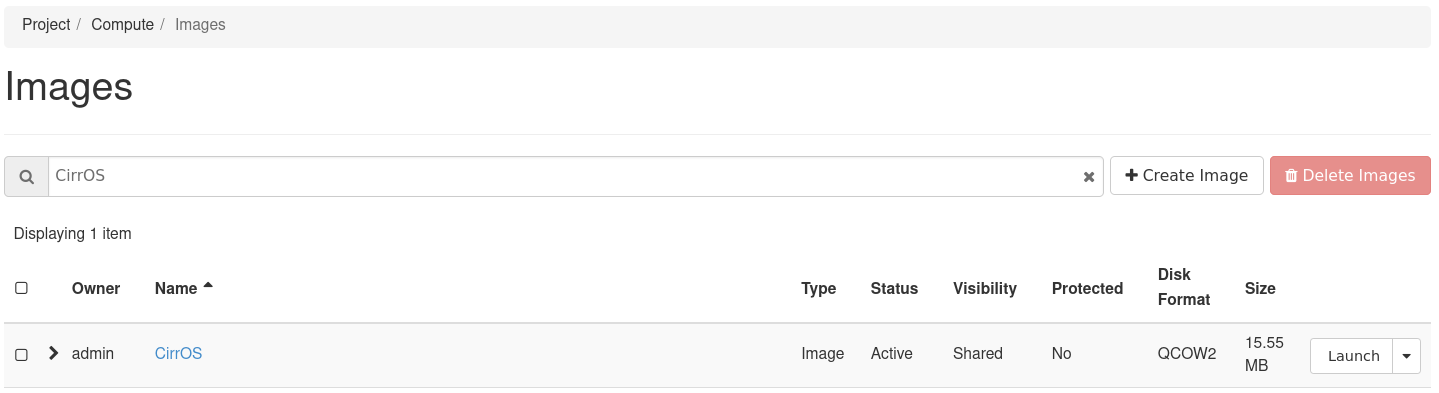 Project / Compute / Images
Images
CirrOS
Create Image
Delete Images
Displaying 1 item
Owner Name Type Status Visibility Protected Disk Format Size
admin CirrOS Image Active Shared No QCOW2 15.55 MB Launch